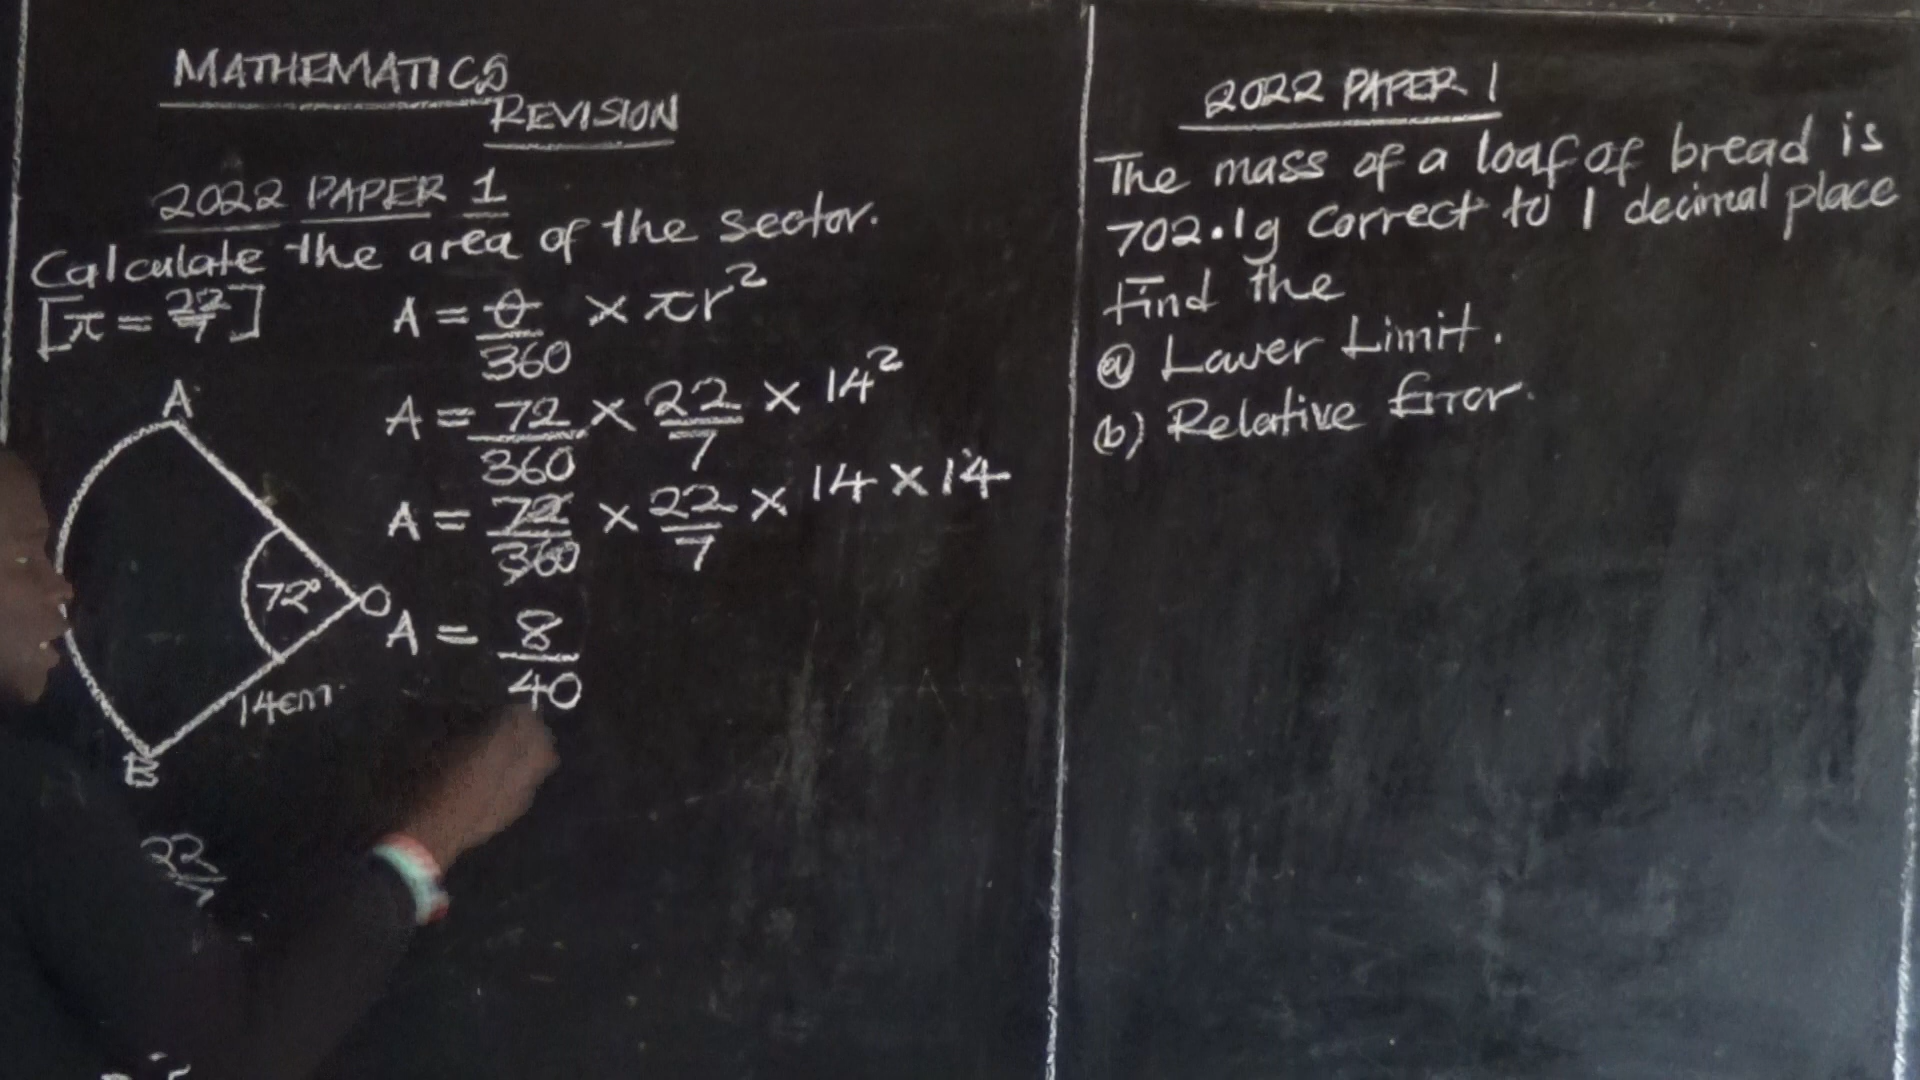 MATHEMATICS
REVISION
2022 PAPER 1
Calculate the area of the sector.
[π = 22/7]
A = θ/360 × πr²
A = 72/360 × 22/7 × 14²
A = 72/360 × 22/7 × 14 × 14
A = 8/40
A
72°
O
14cm
B
22
2022 PAPER 1
The mass of a loaf of bread is
702.1g correct to 1 decimal place
Find the
(a) Lower Limit.
(b) Relative Error.